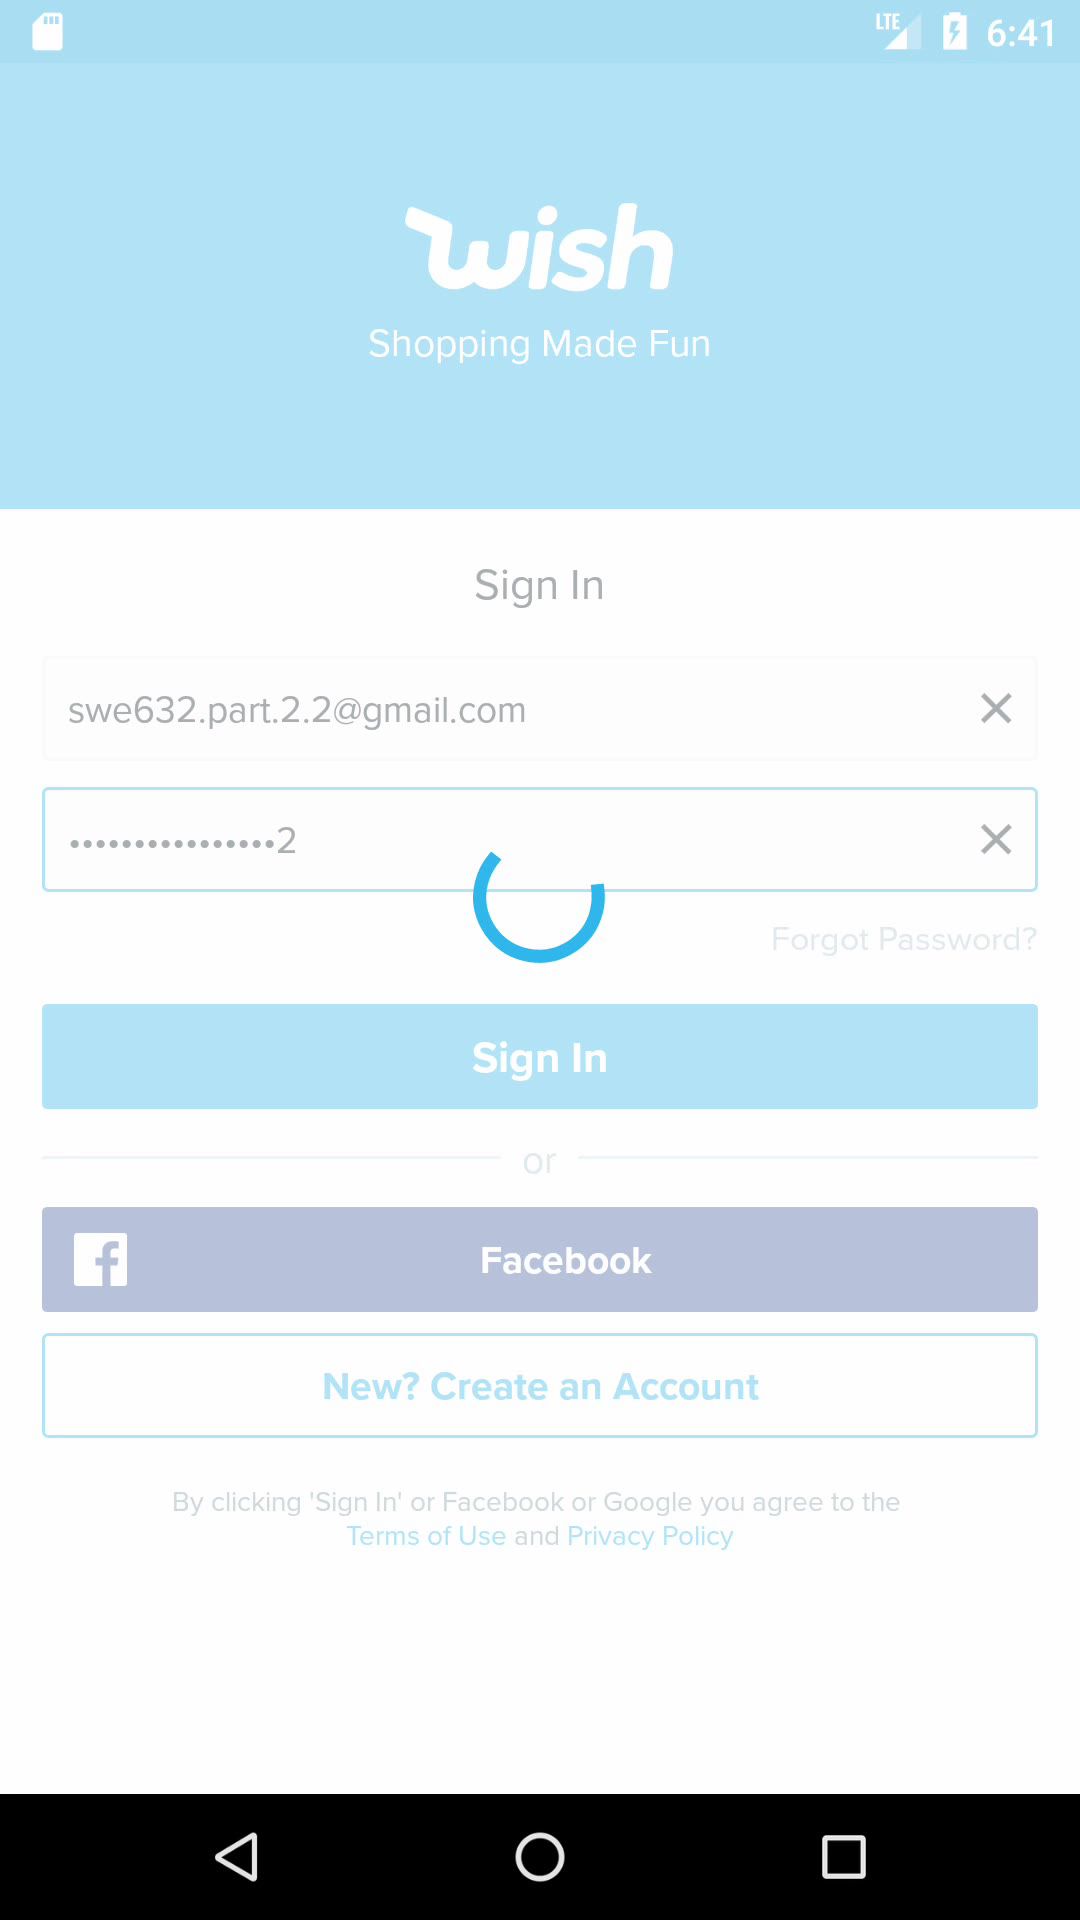 LTE 6:41
wish
Shopping Made Fun
Sign In
swe632.part.2.2@gmail.com
••••••••••••••••2
Forgot Password?
Sign In
or
Facebook
New? Create an Account
By clicking 'Sign In' or Facebook or Google you agree to the
Terms of Use and Privacy Policy